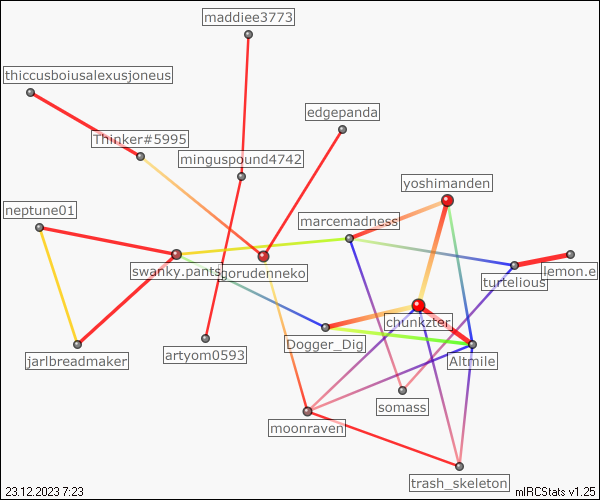 maddiee3773
thiccusboiusalexusjoneus
edgepanda
Thinker#5995
minguspound4742
yoshimanden
neptune01
marcemadness
swanky.pants
gorudenneko
turtelious
lemon.e
chunkzter
Dogger_Dig
jarlbreadmaker
artyom0593
Altmile
somass
moonraven
trash_skeleton
23.12.2023 7:23
mIRCStats v1.25